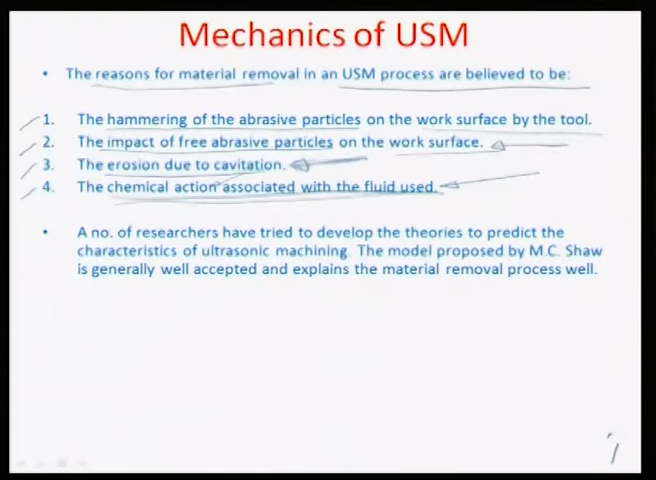 Mechanics of USM
• The reasons for material removal in an USM process are believed to be:
1. The hammering of the abrasive particles on the work surface by the tool.
2. The impact of free abrasive particles on the work surface.
3. The erosion due to cavitation.
4. The chemical action associated with the fluid used.
• A no. of researchers have tried to develop the theories to predict the
characteristics of ultrasonic machining. The model proposed by M.C. Shaw
is generally well accepted and explains the material removal process well.